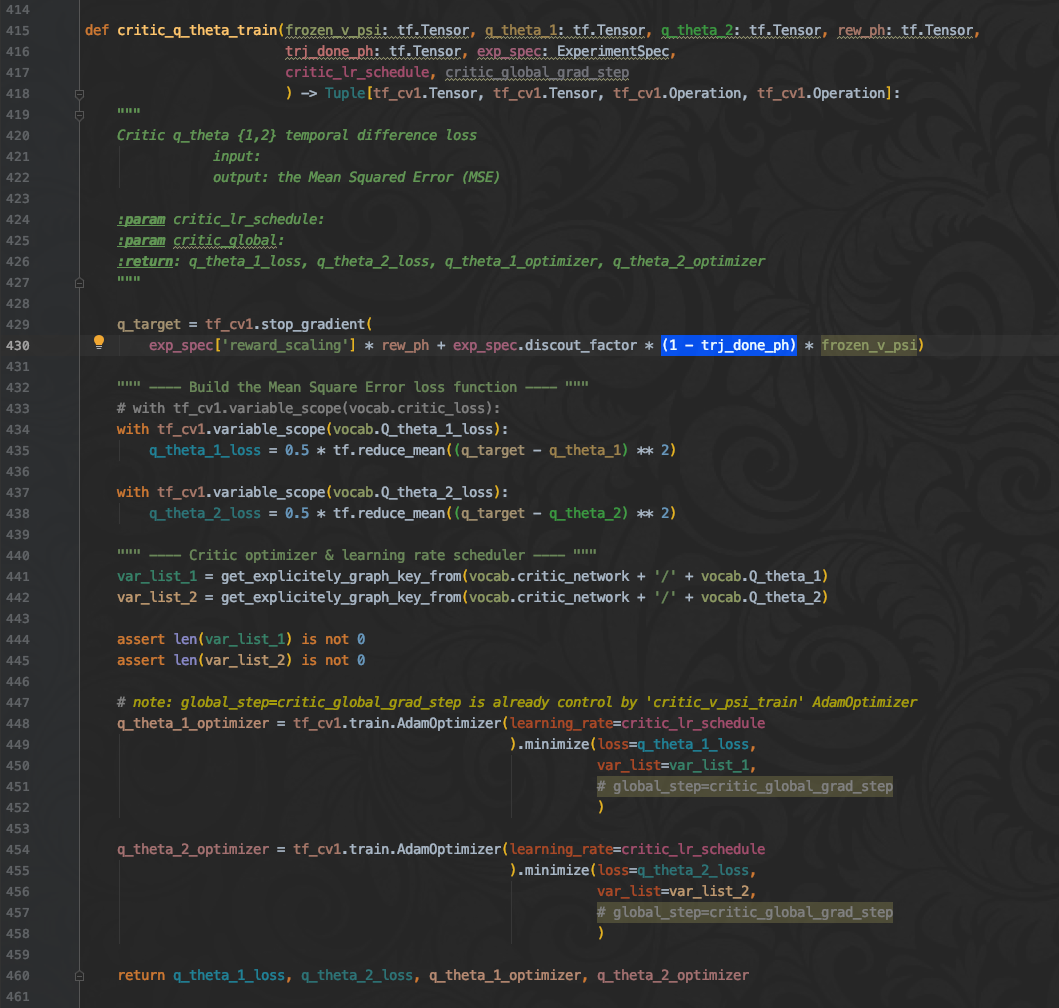 414
415 def critic_q_theta_train(frozen_v_psi: tf.Tensor, q_theta_1: tf.Tensor, q_theta_2: tf.Tensor, rew_ph: tf.Tensor,
416 trj_done_ph: tf.Tensor, exp_spec: ExperimentSpec,
417 critic_lr_schedule, critic_global_grad_step
418 ) -> Tuple[tf_cv1.Tensor, tf_cv1.Tensor, tf_cv1.Operation, tf_cv1.Operation]:
419 """
420 Critic q_theta {1,2} temporal difference loss
421 input:
422 output: the Mean Squared Error (MSE)
423
424 :param critic_lr_schedule:
425 :param critic_global:
426 :return: q_theta_1_loss, q_theta_2_loss, q_theta_1_optimizer, q_theta_2_optimizer
427 """
428
429 q_target = tf_cv1.stop_gradient(
430 exp_spec['reward_scaling'] * rew_ph + exp_spec.discout_factor * (1 - trj_done_ph) * frozen_v_psi)
431
432 """ ---- Build the Mean Square Error loss function ---- """
433 # with tf_cv1.variable_scope(vocab.critic_loss):
434 with tf_cv1.variable_scope(vocab.Q_theta_1_loss):
435 q_theta_1_loss = 0.5 * tf.reduce_mean((q_target - q_theta_1) ** 2)
436
437 with tf_cv1.variable_scope(vocab.Q_theta_2_loss):
438 q_theta_2_loss = 0.5 * tf.reduce_mean((q_target - q_theta_2) ** 2)
439
440 """ ---- Critic optimizer & learning rate scheduler ---- """
441 var_list_1 = get_explicitely_graph_key_from(vocab.critic_network + '/' + vocab.Q_theta_1)
442 var_list_2 = get_explicitely_graph_key_from(vocab.critic_network + '/' + vocab.Q_theta_2)
443
444 assert len(var_list_1) is not 0
445 assert len(var_list_2) is not 0
446
447 # note: global_step=critic_global_grad_step is already control by 'critic_v_psi_train' AdamOptimizer
448 q_theta_1_optimizer = tf_cv1.train.AdamOptimizer(learning_rate=critic_lr_schedule
449 ).minimize(loss=q_theta_1_loss,
450 var_list=var_list_1,
451 # global_step=critic_global_grad_step
452 )
453
454 q_theta_2_optimizer = tf_cv1.train.AdamOptimizer(learning_rate=critic_lr_schedule
455 ).minimize(loss=q_theta_2_loss,
456 var_list=var_list_2,
457 # global_step=critic_global_grad_step
458 )
459
460 return q_theta_1_loss, q_theta_2_loss, q_theta_1_optimizer, q_theta_2_optimizer
461